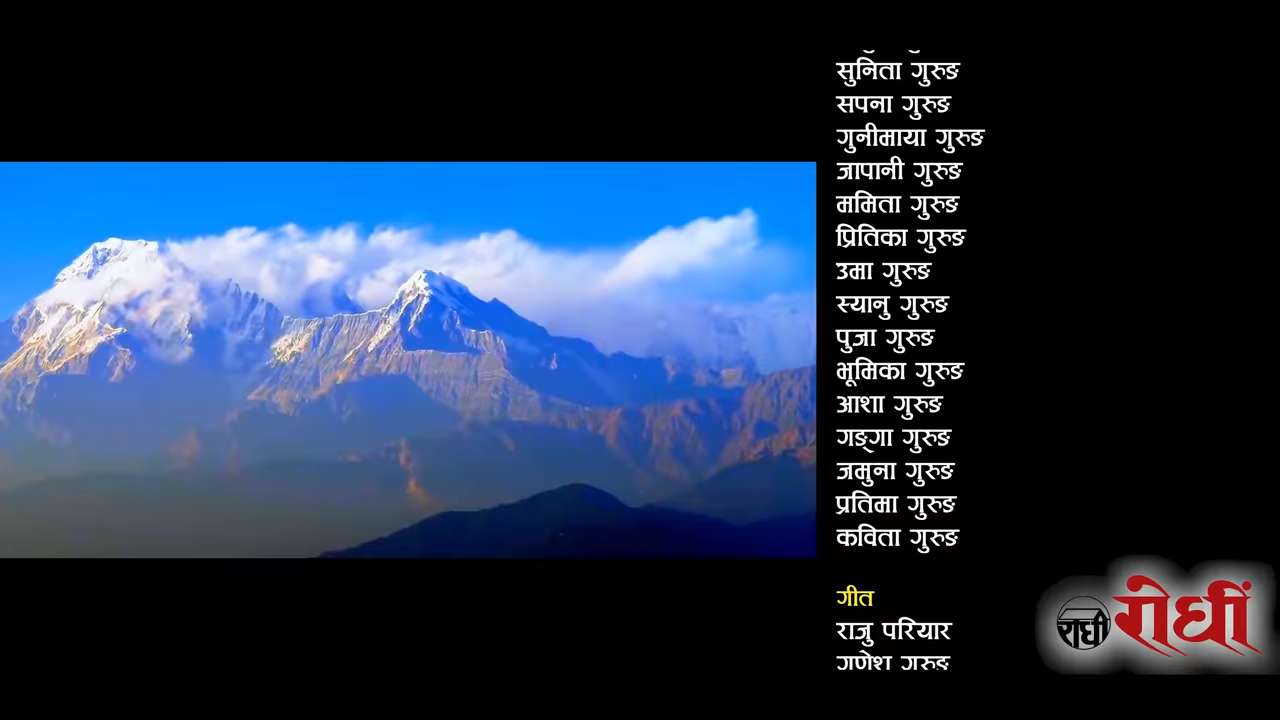 सुनिता गुरुङ
सपना गुरुङ
गुनीमाया गुरुङ
जापानी गुरुङ
ममिता गुरुङ
प्रितिका गुरुङ
उमा गुरुङ
स्यानु गुरुङ
पुजा गुरुङ
भूमिका गुरुङ
आशा गुरुङ
गङ्गा गुरुङ
जमुना गुरुङ
प्रतिमा गुरुङ
कविता गुरुङ
गीत
राजु परियार
गणेश गुरुङ
राघी रोधीं